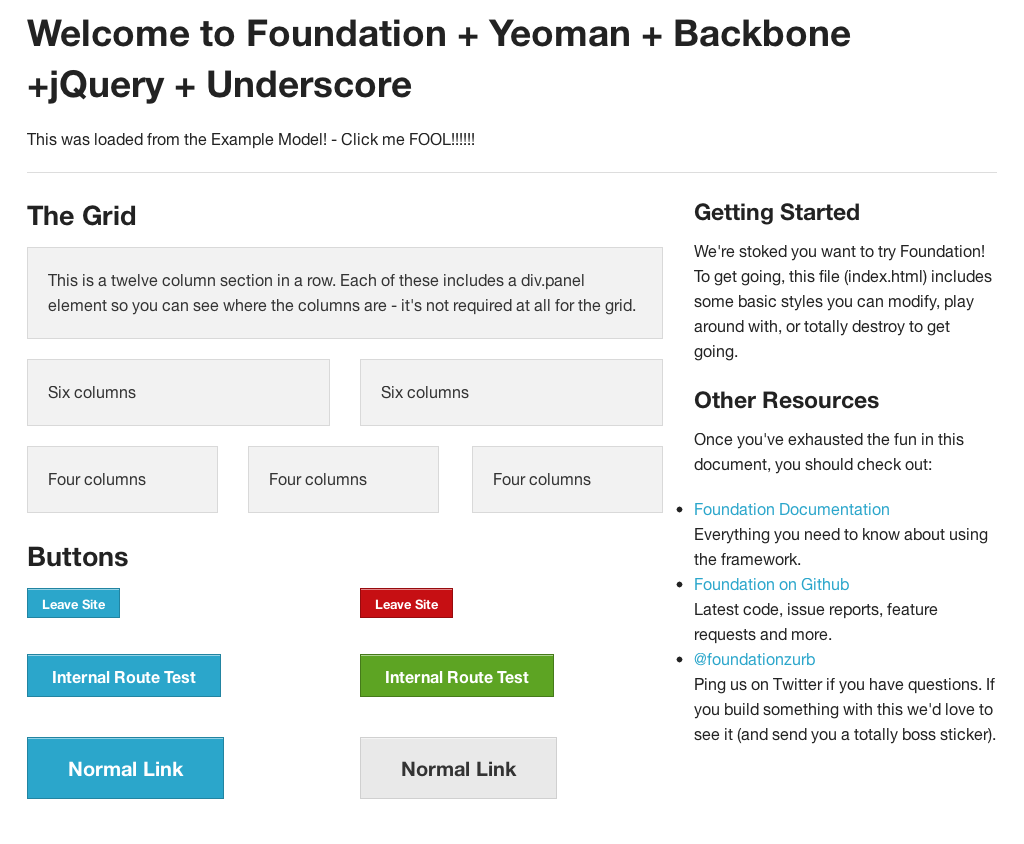 Welcome to Foundation + Yeoman + Backbone
+jQuery + Underscore
This was loaded from the Example Model! - Click me FOOL!!!!!!
The Grid
This is a twelve column section in a row. Each of these includes a div.panel
element so you can see where the columns are - it's not required at all for the grid.
Six columns
Six columns
Four columns
Four columns
Four columns
Buttons
Leave Site
Leave Site
Internal Route Test
Internal Route Test
Normal Link
Normal Link
Getting Started
We're stoked you want to try Foundation!
To get going, this file (index.html) includes
some basic styles you can modify, play
around with, or totally destroy to get
going.
Other Resources
Once you've exhausted the fun in this
document, you should check out:
Foundation Documentation
Everything you need to know about using
the framework.
Foundation on Github
Latest code, issue reports, feature
requests and more.
@foundationzurb
Ping us on Twitter if you have questions. If
you build something with this we'd love to
see it (and send you a totally boss sticker).